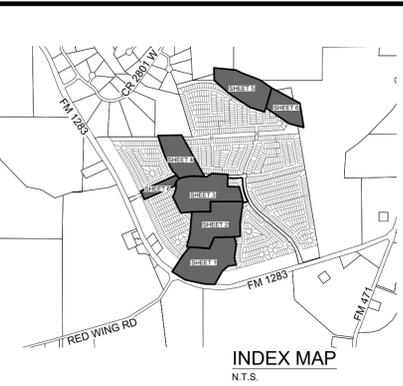 CR 2801 W
SHEET 5
SHEET 6
FM 1283
SHEET 4
SHEET 3
SHEET 2
SHEET 1
FM 1283
FM 471
RED WING RD
INDEX MAP
N.T.S.